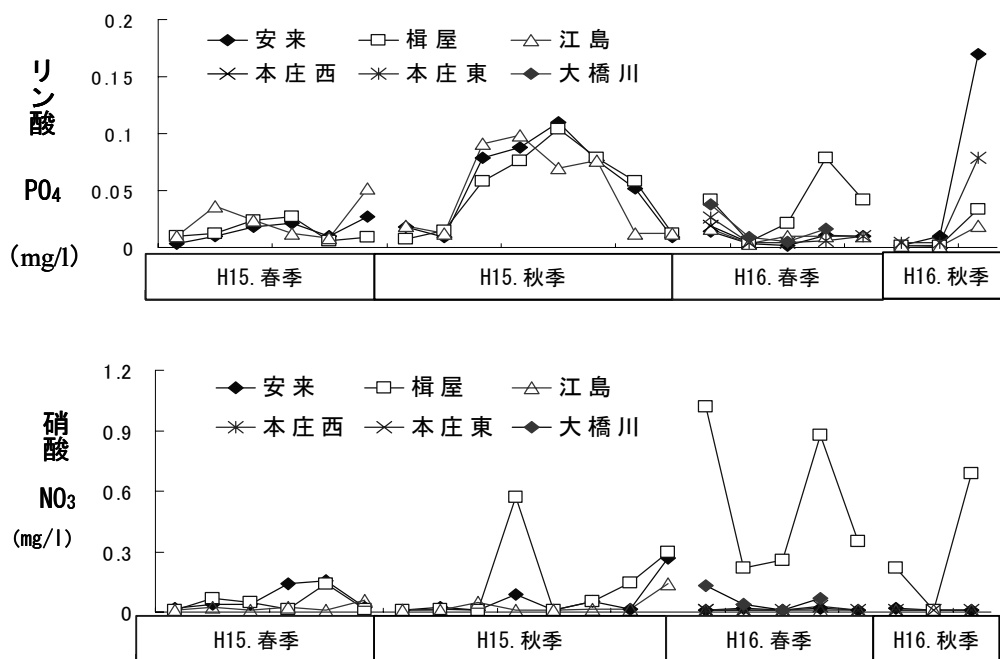 0.2
0.15
0.1
0.05
0
リン酸
PO₄
(mg/l)
安来 楫屋 江島
本庄西 本庄東 大橋川
H15.春季 H15.秋季 H16.春季 H16.秋季
1.2
0.9
0.6
0.3
0
硝酸
NO₃
(mg/l)
安来 楫屋 江島
本庄西 本庄東 大橋川
H15.春季 H15.秋季 H16.春季 H16.秋季